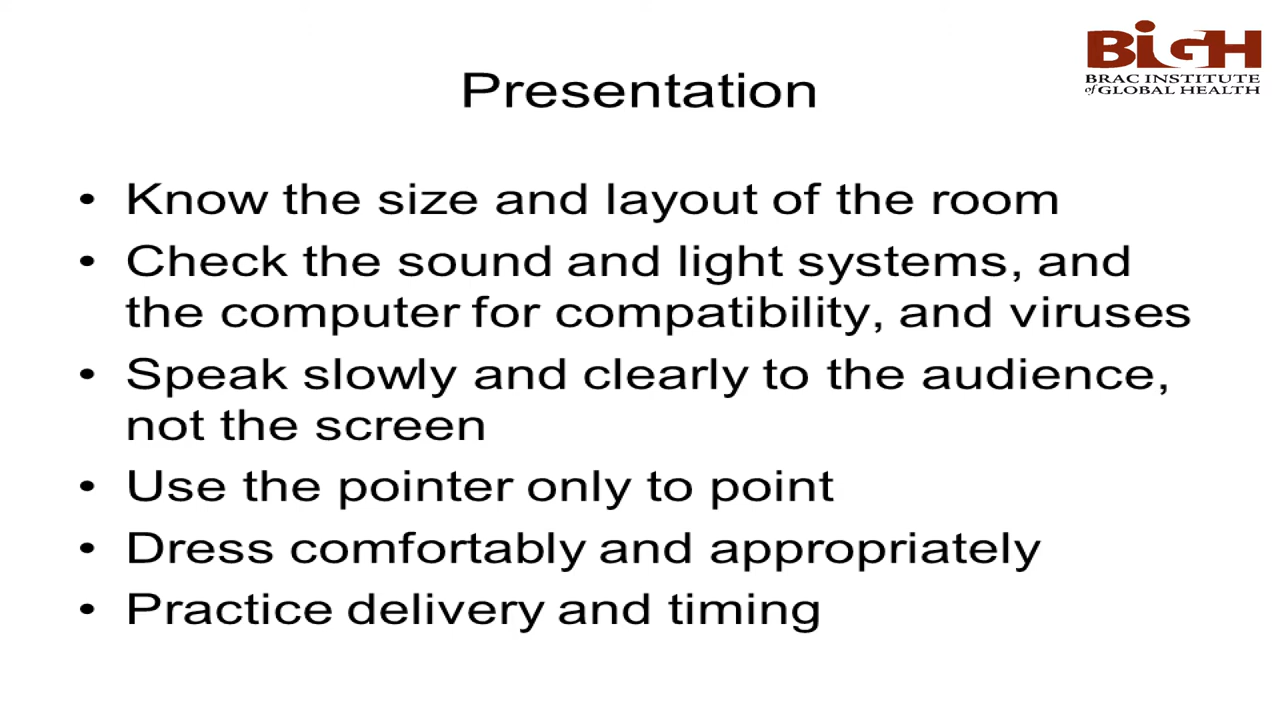 BIGH
BRAC INSTITUTE
of GLOBAL HEALTH
Presentation
• Know the size and layout of the room
• Check the sound and light systems, and
the computer for compatibility, and viruses
• Speak slowly and clearly to the audience,
not the screen
• Use the pointer only to point
• Dress comfortably and appropriately
• Practice delivery and timing